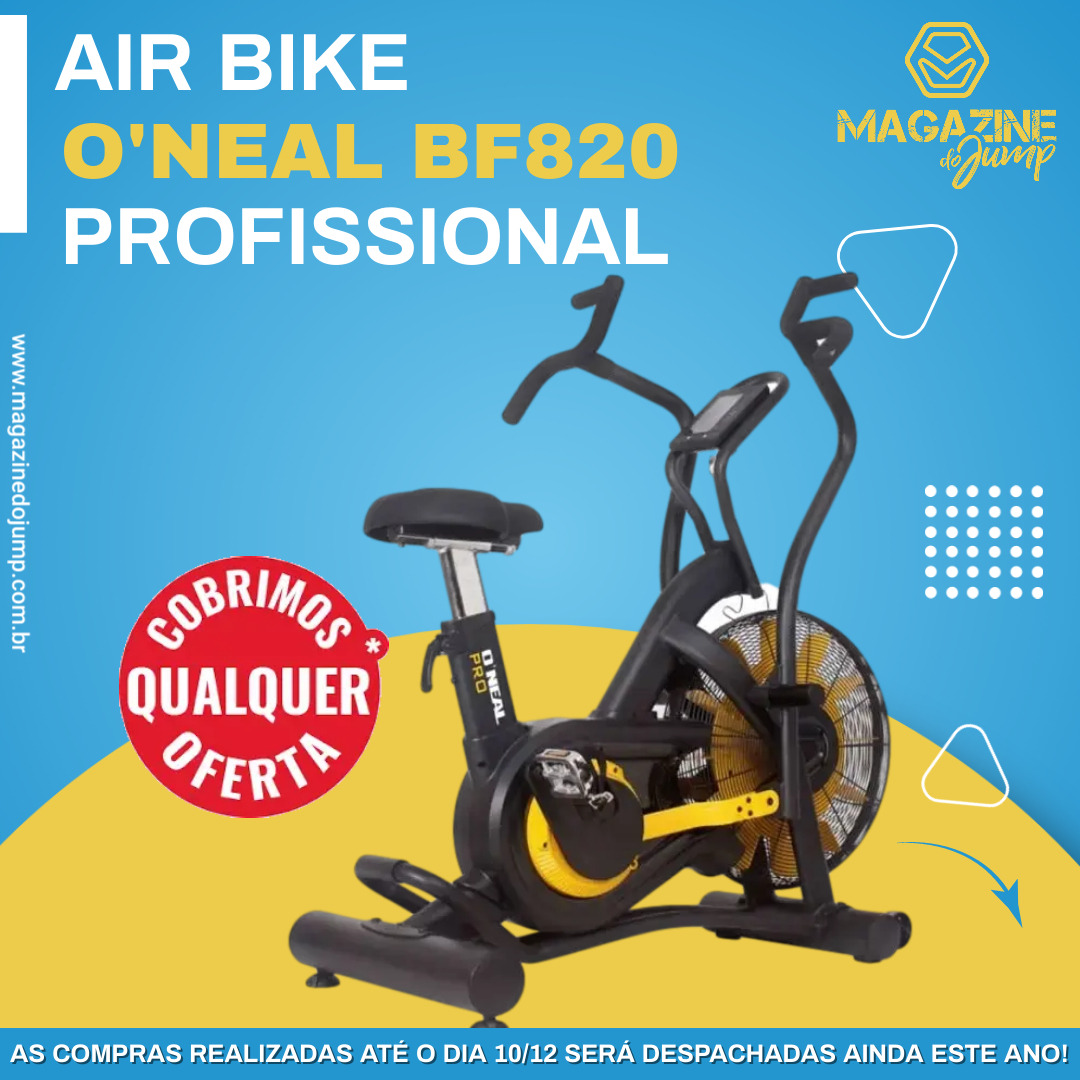 AIR BIKE
O'NEAL BF820
PROFISSIONAL
MAGAZINE
do Jump
www.magazinedojump.com.br
COBRIMOS *
QUALQUER
OFERTA
O'NEAL
PRO
AS COMPRAS REALIZADAS ATÉ O DIA 10/12 SERÁ DESPACHADAS AINDA ESTE ANO!